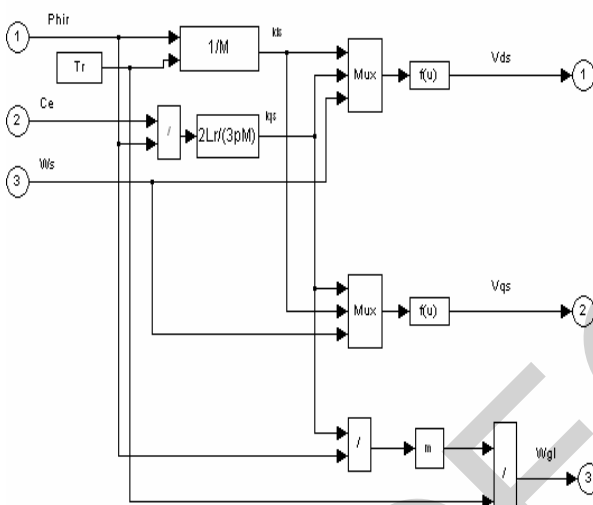 Phir
1
Tr
1/M
Ids
Mux
f(u)
Vds
1
Ce
2
/
2Lr/(3pM)
Iqs
Ws
3
Mux
f(u)
Vqs
2
/
m
/
Wgl
3